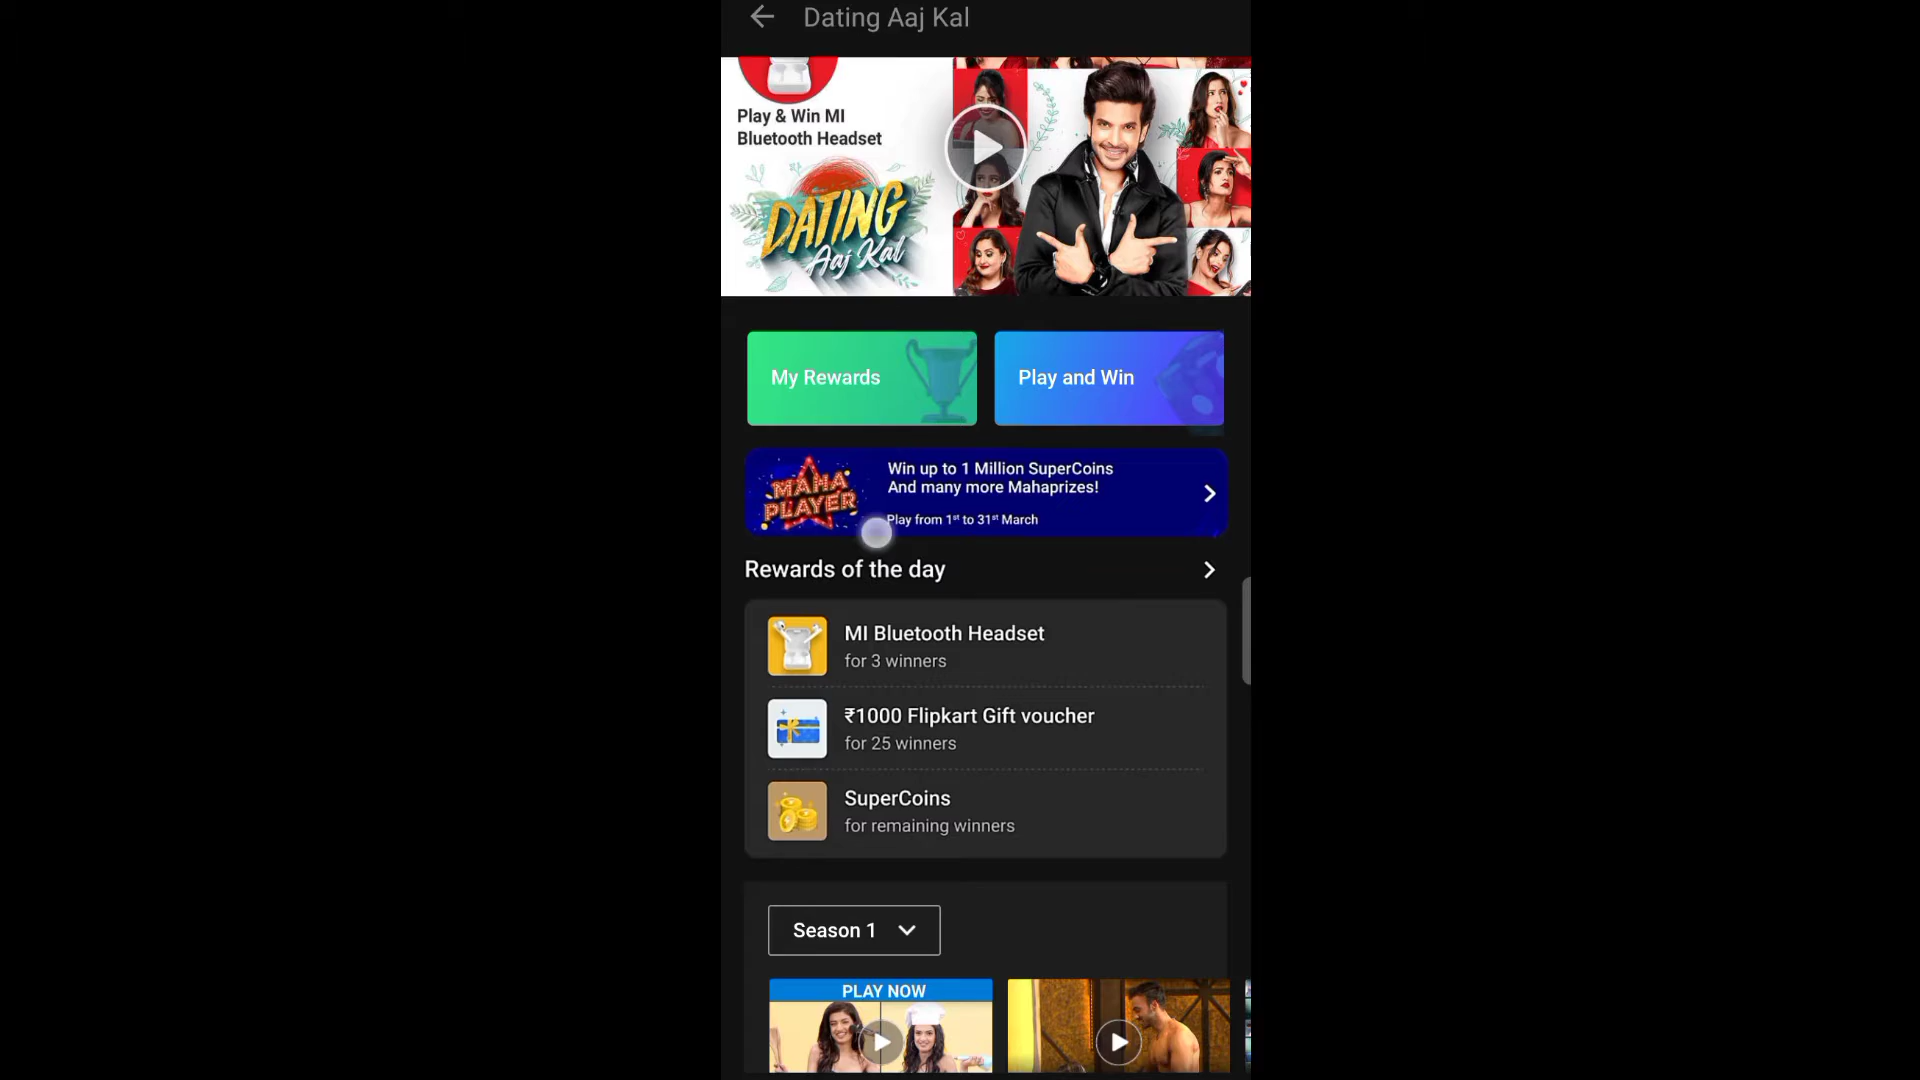 Dating Aaj Kal
Play & Win MI
Bluetooth Headset
DATING
Aaj Kal
My Rewards
Play and Win
MAHA
PLAYER
Win up to 1 Million SuperCoins
And many more Mahaprizes!
Play from 1st to 31st March
Rewards of the day
MI Bluetooth Headset
for 3 winners
₹1000 Flipkart Gift voucher
for 25 winners
SuperCoins
for remaining winners
Season 1
PLAY NOW